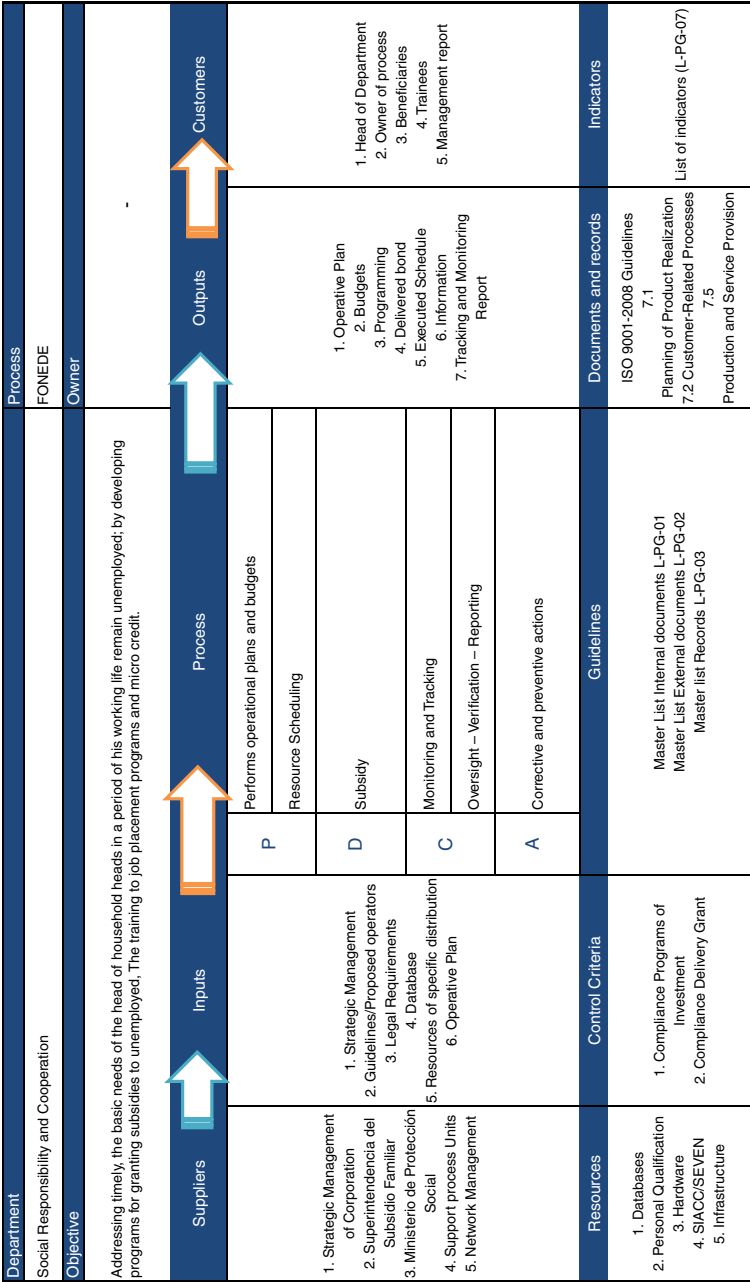 Department
Process
Social Responsibility and Cooperation
FONEDE
Objective
Owner
Addressing timely, the basic needs of the head of household heads in a period of his working life remain unemployed; by developing
programs for granting subsidies to unemployed, The training to job placement programs and micro credit.
-
Suppliers
Inputs
Process
Outputs
Customers
1. Strategic Management
of Corporation
2. Superintendencia del
Subsidio Familiar
3. Ministerio de Protección
Social
4. Support process Units
5. Network Management
1. Strategic Management
2. Guidelines/Proposed operators
3. Legal Requirements
4. Database
5. Resources of specific distribution
6. Operative Plan
P
Performs operational plans and budgets
Resource Scheduling
D
Subsidy
C
Monitoring and Tracking
Oversight – Verification – Reporting
A
Corrective and preventive actions
1. Operative Plan
2. Budgets
3. Programming
4. Delivered bond
5. Executed Schedule
6. Information
7. Tracking and Monitoring
Report
1. Head of Department
2. Owner of process
3. Beneficiaries
4. Trainees
5. Management report
Resources
Control Criteria
Guidelines
Documents and records
Indicators
1. Databases
2. Personal Qualification
3. Hardware
4. SIACC/SEVEN
5. Infrastructure
1. Compliance Programs of
Investment
2. Compliance Delivery Grant
Master List Internal documents L-PG-01
Master List External documents L-PG-02
Master list Records L-PG-03
ISO 9001-2008 Guidelines
7.1
Planning of Product Realization
7.2 Customer-Related Processes
7.5
Production and Service Provision
List of indicators (L-PG-07)